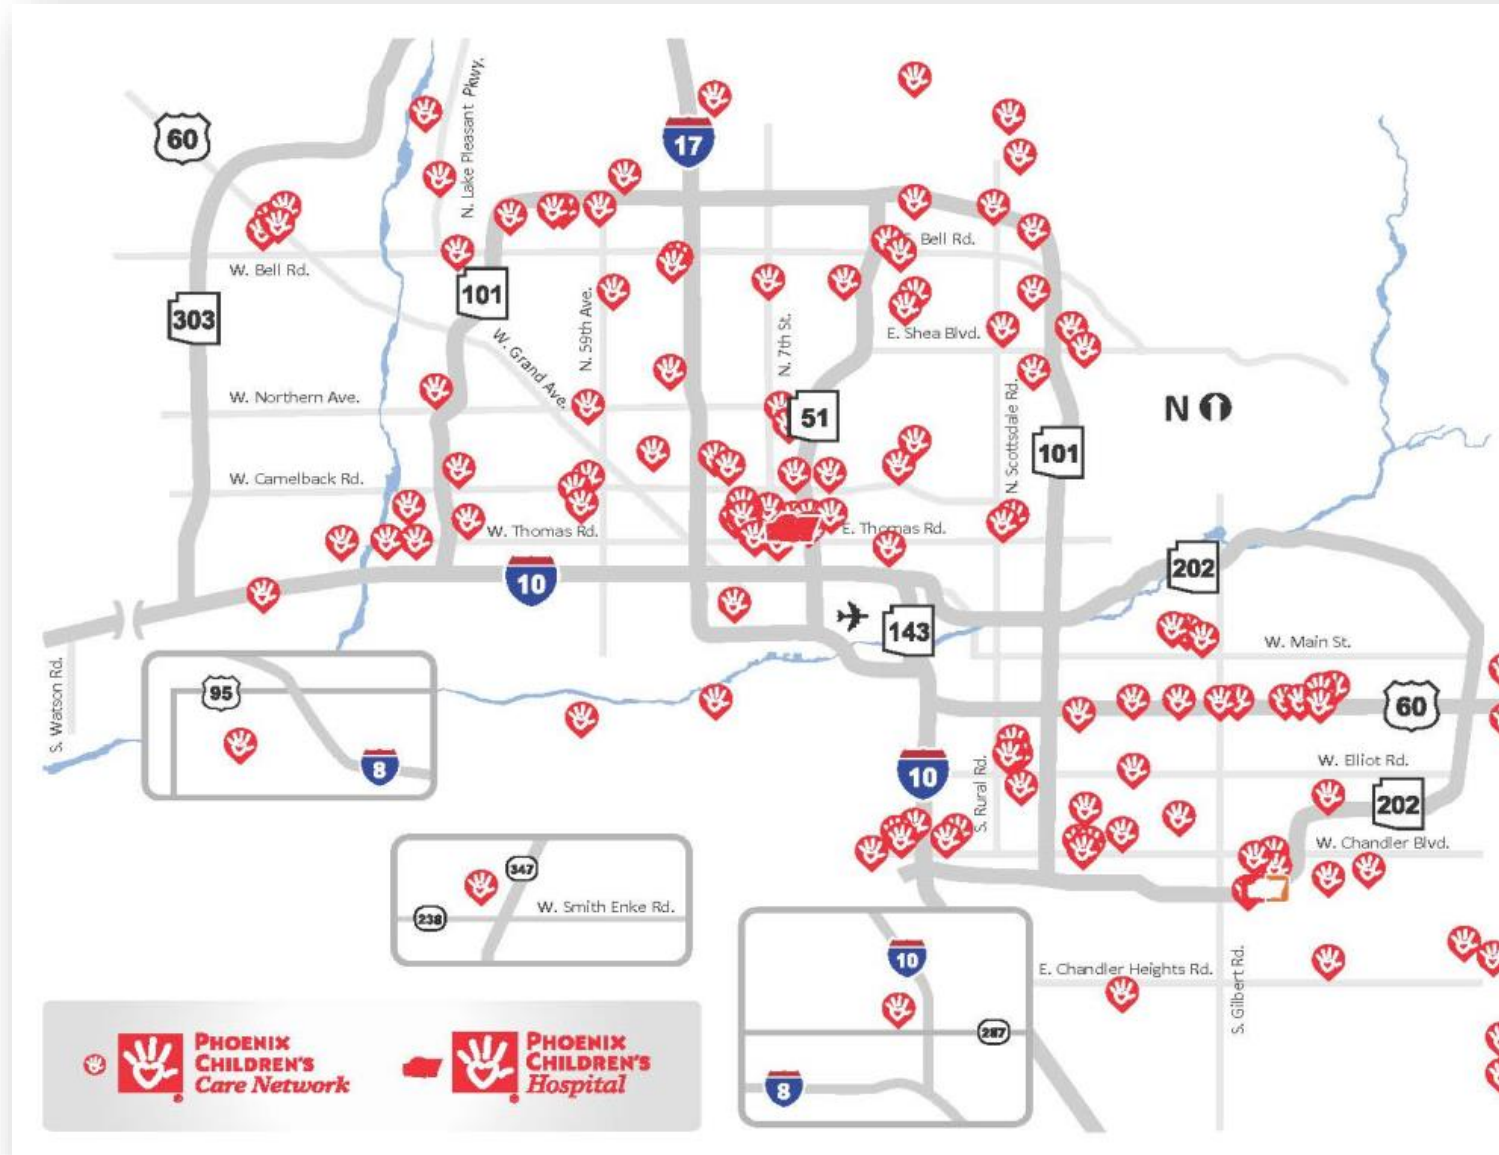 60
N. Lake Pleasant Pkwy.
17
W. Bell Rd.
E. Bell Rd.
303
101
N. 59th Ave.
W. Grand Ave.
N. 7th St.
E. Shea Blvd.
W. Northern Ave.
51
N. Scottsdale Rd.
N
101
W. Camelback Rd.
W. Thomas Rd.
E. Thomas Rd.
10
202
143
W. Main St.
S. Watson Rd.
95
8
60
10
S. Rural Rd.
W. Elliot Rd.
202
W. Chandler Blvd.
347
238
W. Smith Enke Rd.
10
287
8
E. Chandler Heights Rd.
S. Gilbert Rd.
PHOENIX
CHILDREN'S
Care Network
PHOENIX
CHILDREN'S
Hospital